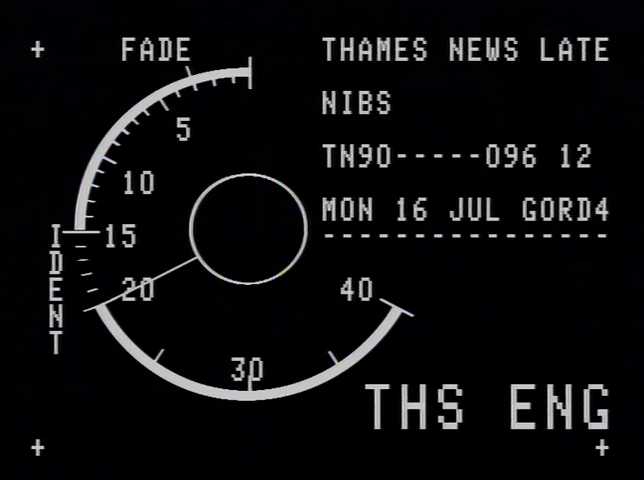 FADE
THAMES NEWS LATE
NIBS
5
TN90-----096 12
10
MON 16 JUL GORD4
----------------
15
IDENT
20
40
30
THS ENG